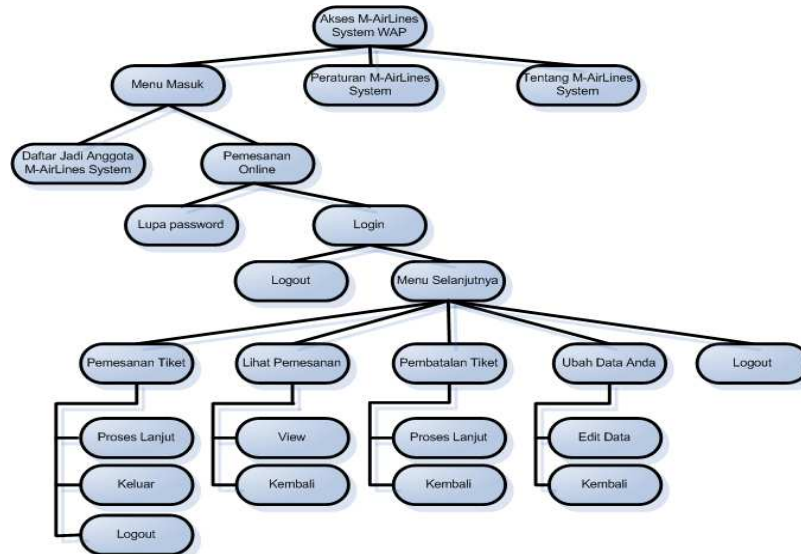 Akses M-AirLines
System WAP
Menu Masuk
Peraturan M-AirLines
System
Tentang M-AirLines
System
Daftar Jadi Anggota
M-AirLines System
Pemesanan
Online
Lupa password
Login
Logout
Menu Selanjutnya
Pemesanan Tiket
Lihat Pemesanan
Pembatalan Tiket
Ubah Data Anda
Logout
Proses Lanjut
View
Proses Lanjut
Edit Data
Keluar
Kembali
Kembali
Kembali
Logout